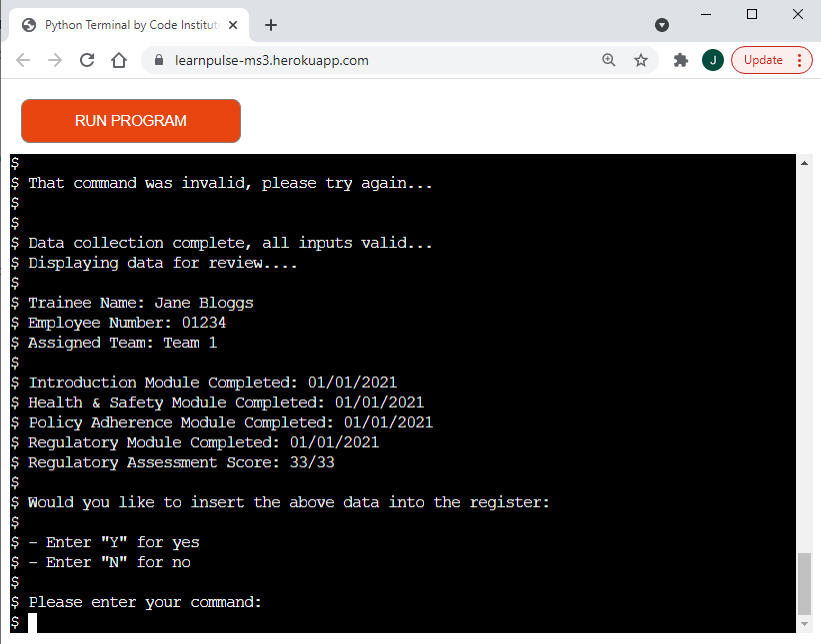 Python Terminal by Code Institut
learnpulse-ms3.herokuapp.com
J
Update
RUN PROGRAM
$
$ That command was invalid, please try again...
$
$
$ Data collection complete, all inputs valid...
$ Displaying data for review....
$
$ Trainee Name: Jane Bloggs
$ Employee Number: 01234
$ Assigned Team: Team 1
$
$ Introduction Module Completed: 01/01/2021
$ Health & Safety Module Completed: 01/01/2021
$ Policy Adherence Module Completed: 01/01/2021
$ Regulatory Module Completed: 01/01/2021
$ Regulatory Assessment Score: 33/33
$
$ Would you like to insert the above data into the register:
$
$ - Enter "Y" for yes
$ - Enter "N" for no
$
$ Please enter your command:
$